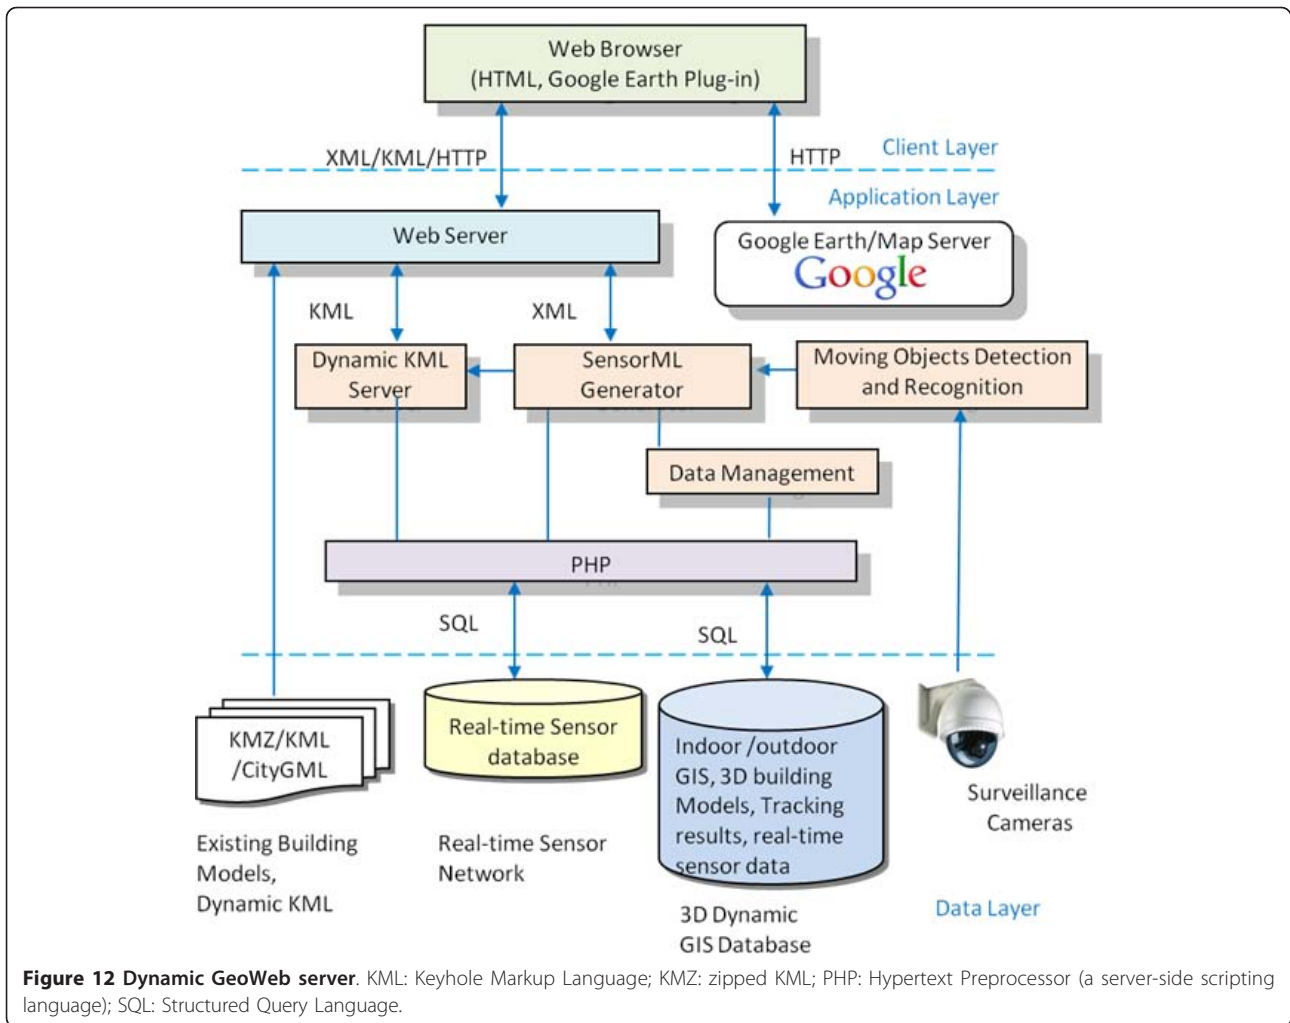 Web Browser
(HTML, Google Earth Plug-in)
XML/KML/HTTP
HTTP
Client Layer
Application Layer
Web Server
Google Earth/Map Server
Google
KML
XML
Dynamic KML
Server
SensorML
Generator
Moving Objects Detection
and Recognition
Data Management
PHP
SQL
SQL
KMZ/KML
/CityGML
Real-time Sensor
database
Indoor /outdoor
GIS, 3D building
Models, Tracking
results, real-time
sensor data
Surveillance
Cameras
Existing Building
Models,
Dynamic KML
Real-time Sensor
Network
3D Dynamic
GIS Database
Data Layer
Figure 12 Dynamic GeoWeb server. KML: Keyhole Markup Language; KMZ: zipped KML; PHP: Hypertext Preprocessor (a server-side scripting
language); SQL: Structured Query Language.